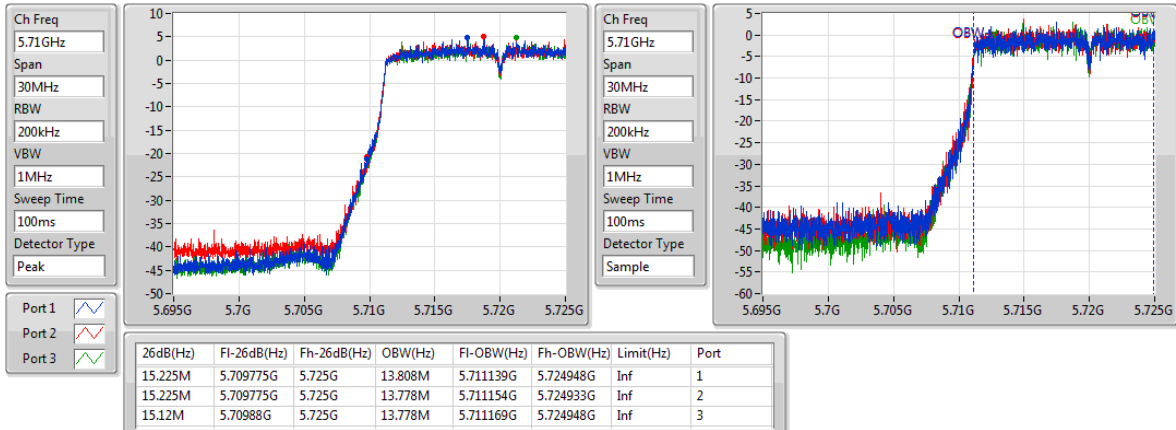 Ch Freq
5.71GHz
Span
30MHz
RBW
200kHz
VBW
1MHz
Sweep Time
100ms
Detector Type
Peak
Port 1
Port 2
Port 3
10
5
0
-5
-10
-15
-20
-25
-30
-35
-40
-45
-50
5.695G 5.7G 5.705G 5.71G 5.715G 5.72G 5.725G
Ch Freq
5.71GHz
Span
30MHz
RBW
200kHz
VBW
1MHz
Sweep Time
100ms
Detector Type
Sample
5
0
-5
-10
-15
-20
-25
-30
-35
-40
-45
-50
-55
-60
OBW
OBW
5.695G 5.7G 5.705G 5.71G 5.715G 5.72G 5.725G
26dB(Hz) Fl-26dB(Hz) Fh-26dB(Hz) OBW(Hz) Fl-OBW(Hz) Fh-OBW(Hz) Limit(Hz) Port
15.225M 5.709775G 5.725G 13.808M 5.711139G 5.724948G Inf 1
15.225M 5.709775G 5.725G 13.778M 5.711154G 5.724933G Inf 2
15.12M 5.70988G 5.725G 13.778M 5.711169G 5.724948G Inf 3